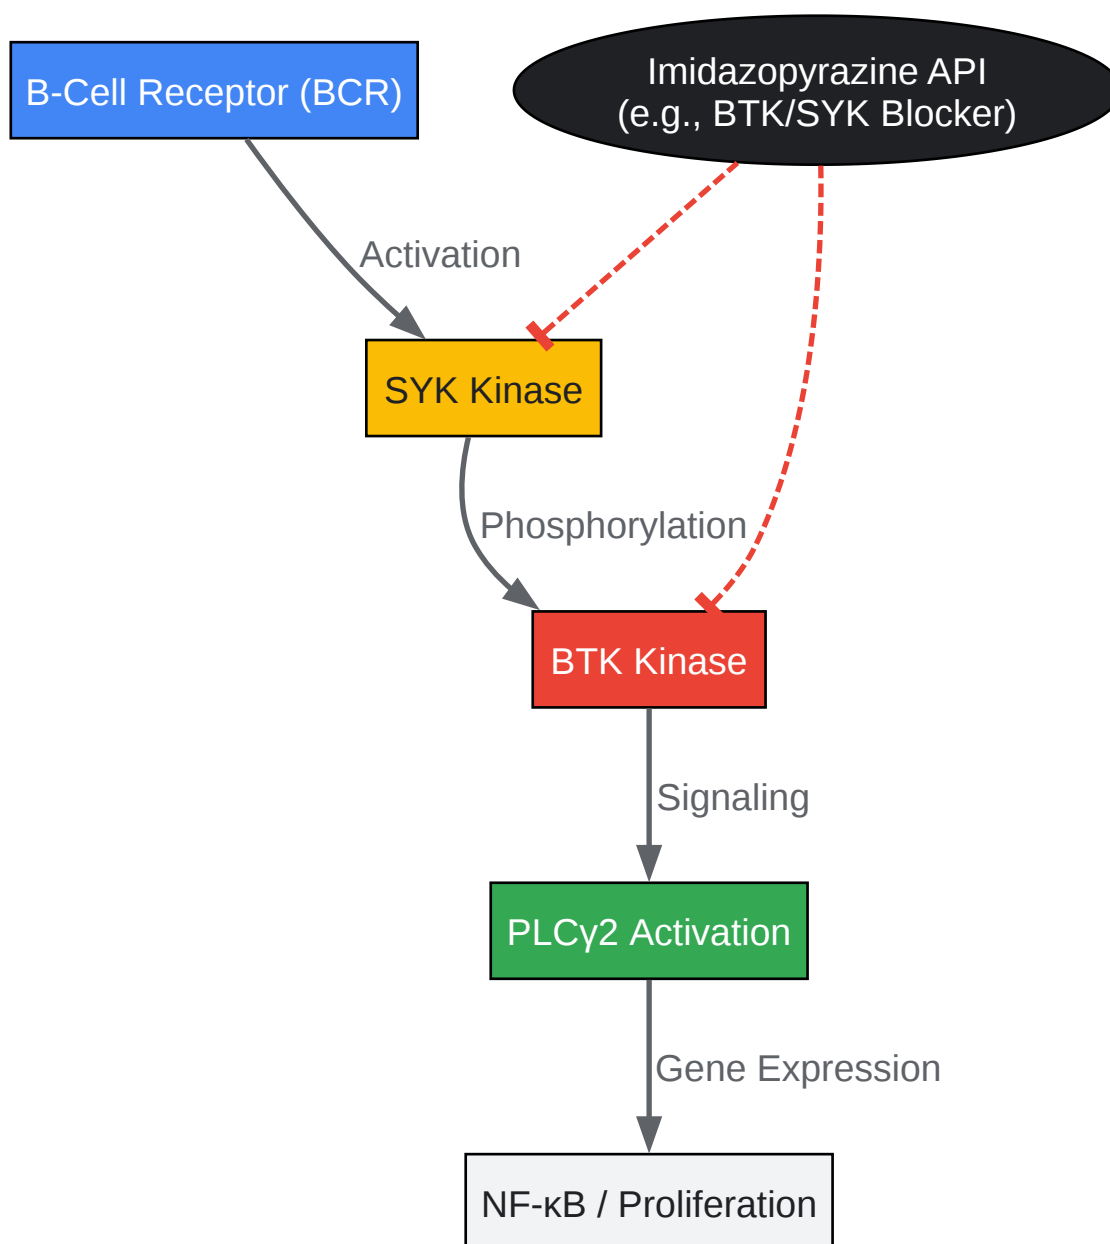 B-Cell Receptor (BCR)
Imidazopyrazine API
(e.g., BTK/SYK Blocker)
Activation
SYK Kinase
Phosphorylation
BTK Kinase
Signaling
PLCγ2 Activation
Gene Expression
NF-κB / Proliferation